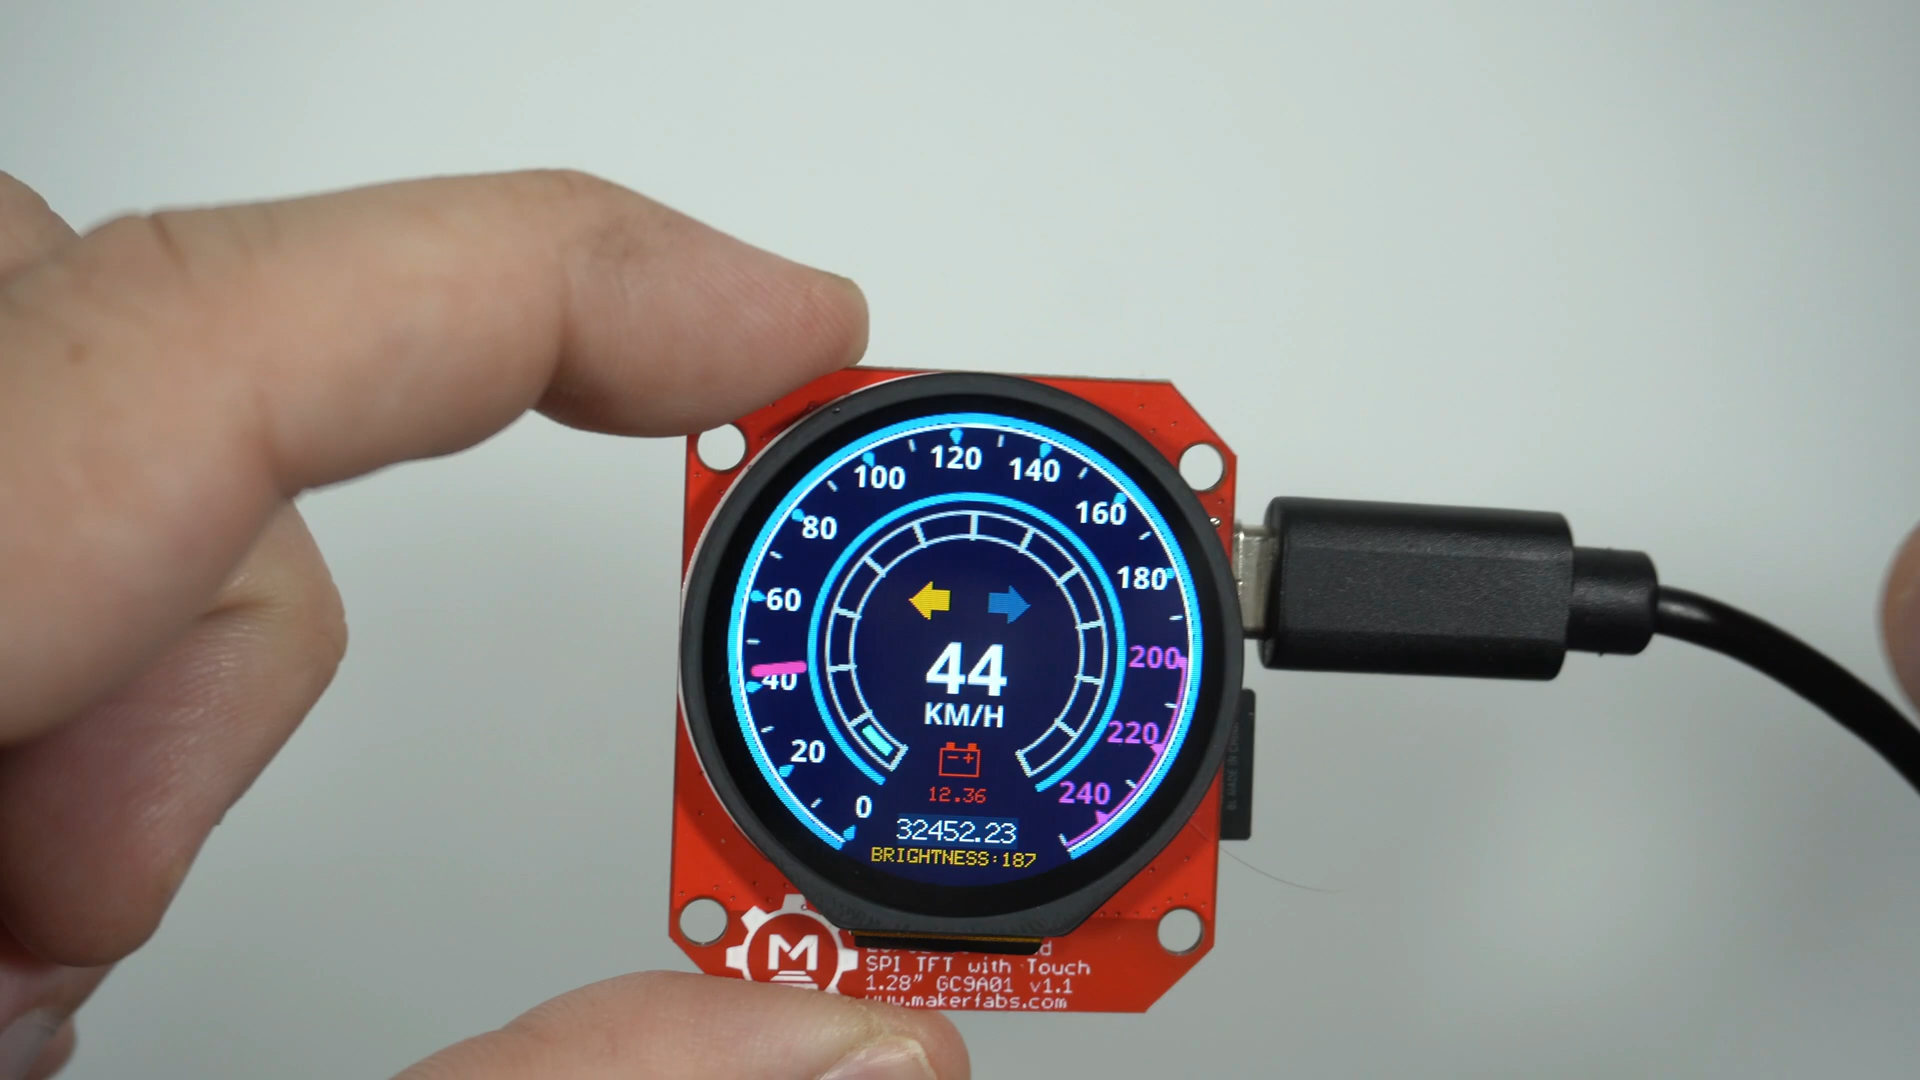 0
20
40
60
80
100
120
140
160
180
200
220
240
44
KM/H
12.36
32452.23
BRIGHTNESS:187
M
SPI TFT with Touch
1.28” GC9A01 v1.1
www.makerfabs.com